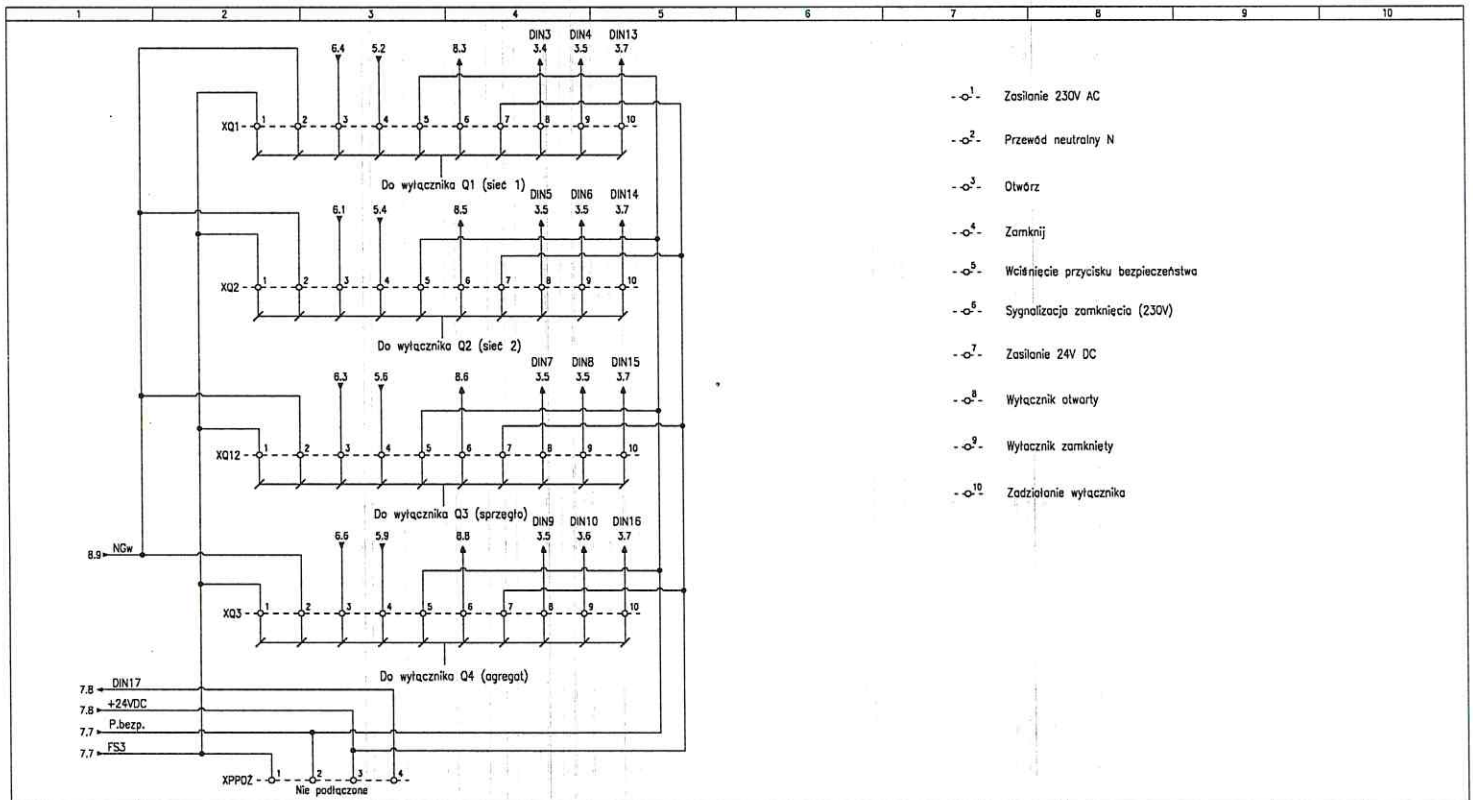 1 2 3 4 5 6 7 8 9 10
DIN3 DIN4 DIN13
6.4 5.2 8.3 3.4 3.5 3.7
XQ1 1 2 3 4 5 6 7 8 9 10
Do wyłącznika Q1 (sieć 1)
DIN5 DIN6 DIN14
6.1 5.4 8.5 3.5 3.5 3.7
XQ2 1 2 3 4 5 6 7 8 9 10
Do wyłącznika Q2 (sieć 2)
DIN7 DIN8 DIN15
6.3 5.6 8.6 3.5 3.5 3.7
XQ12 1 2 3 4 5 6 7 8 9 10
Do wyłącznika Q3 (sprzęgło)
DIN9 DIN10 DIN16
6.6 5.9 8.8 3.5 3.6 3.7
8.9 NGw
XQ3 1 2 3 4 5 6 7 8 9 10
Do wyłącznika Q4 (agregat)
7.8 DIN17
7.8 +24VDC
7.7 P.bezp.
7.7 FS3
XPPOŻ 1 2 3 4
Nie podłączone
1 Zasilanie 230V AC
2 Przewód neutralny N
3 Otwórz
4 Zamknij
5 Wciśnięcie przycisku bezpieczeństwa
6 Sygnalizacja zamknięcia (230V)
7 Zasilanie 24V DC
8 Wyłącznik otwarty
9 Wyłacznik zamknięty
10 Zadziałanie wyłącznika